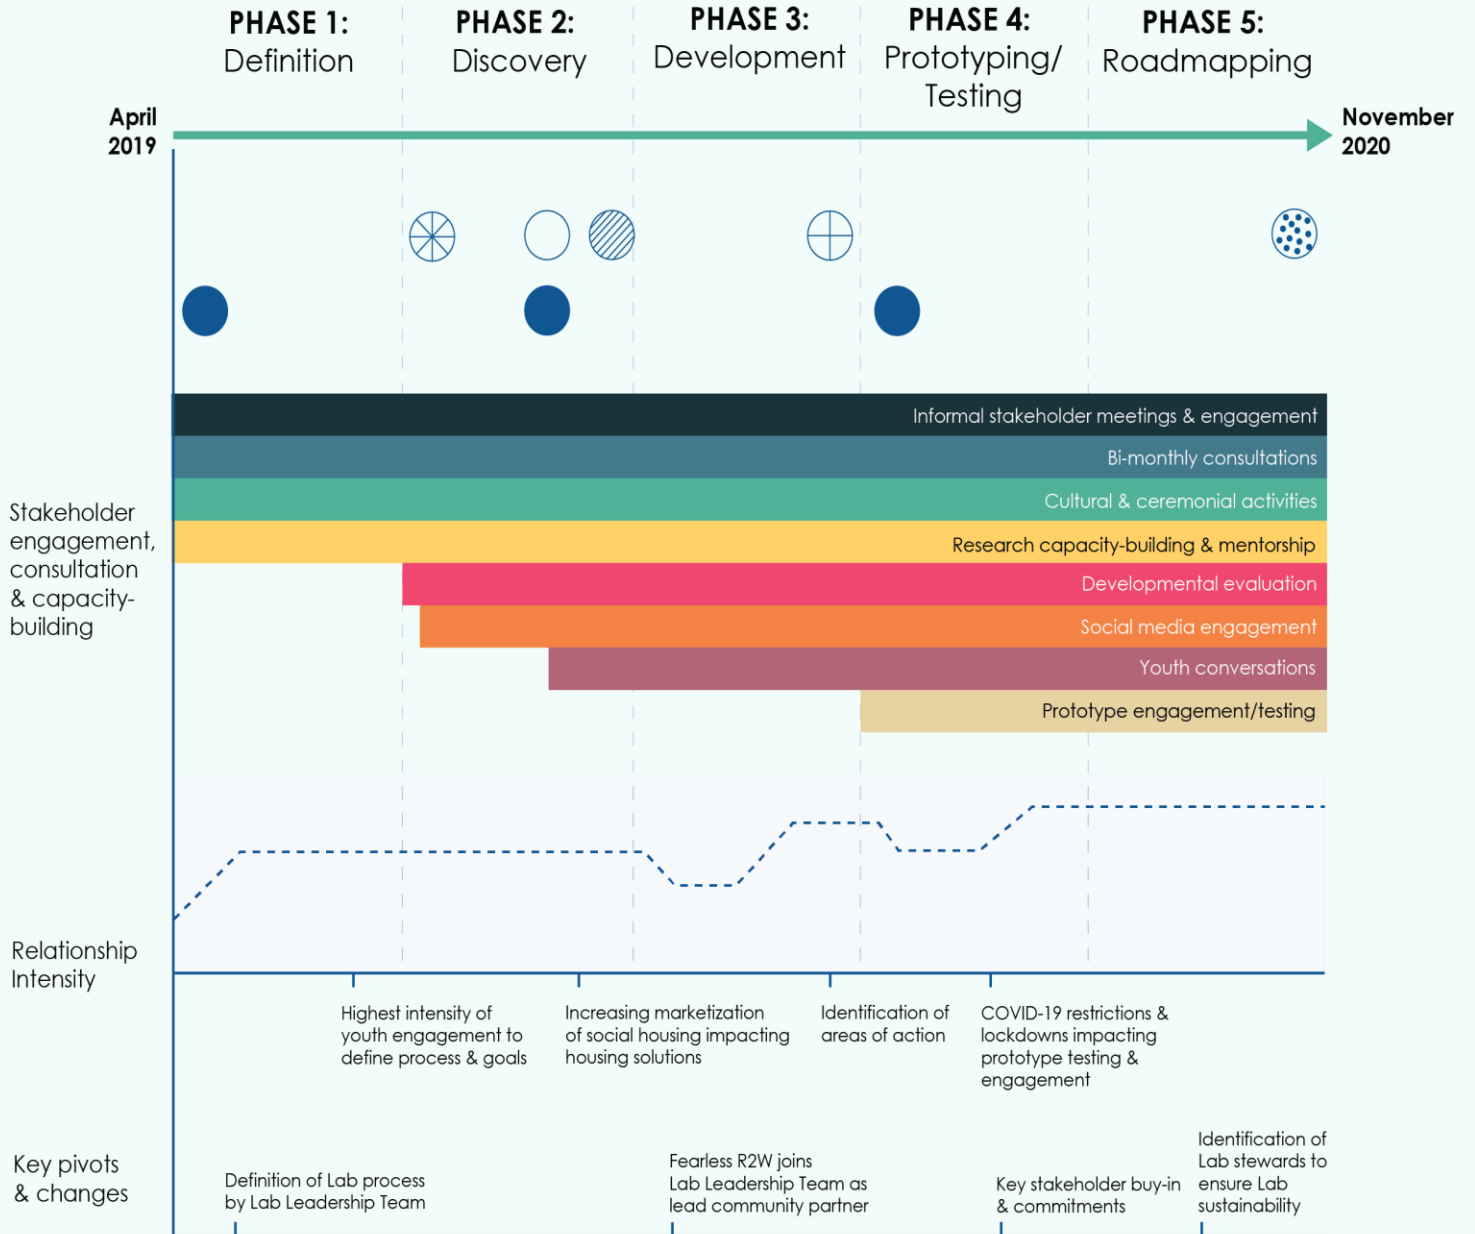 PHASE 1:
Definition
PHASE 2:
Discovery
PHASE 3:
Development
PHASE 4:
Prototyping/
Testing
PHASE 5:
Roadmapping
April
2019
November
2020
Stakeholder
engagement,
consultation
& capacity-
building
Informal stakeholder meetings & engagement
Bi-monthly consultations
Cultural & ceremonial activities
Research capacity-building & mentorship
Developmental evaluation
Social media engagement
Youth conversations
Prototype engagement/testing
Relationship
Intensity
Highest intensity of
youth engagement to
define process & goals
Increasing marketization
of social housing impacting
housing solutions
Identification of
areas of action
COVID-19 restrictions &
lockdowns impacting
prototype testing &
engagement
Key pivots
& changes
Definition of Lab process
by Lab Leadership Team
Fearless R2W joins
Lab Leadership Team as
lead community partner
Key stakeholder buy-in
& commitments
Identification of
Lab stewards to
ensure Lab
sustainability